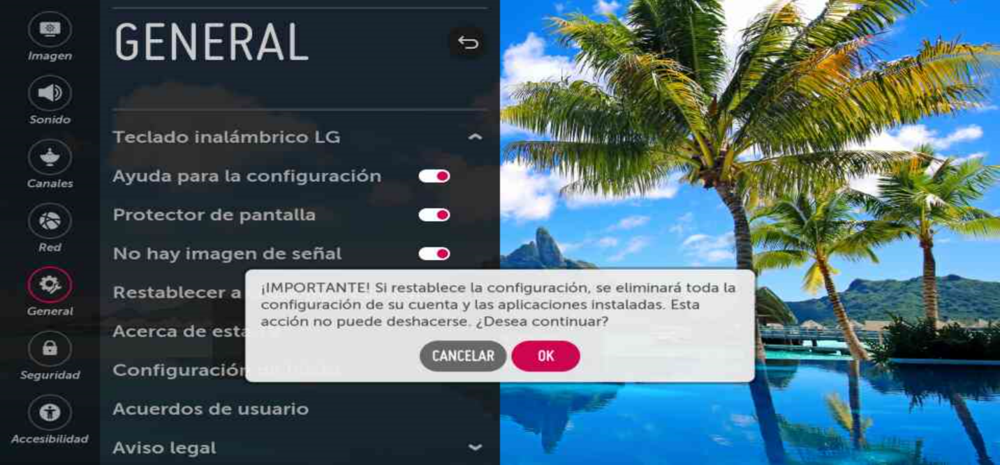 Imagen
Sonido
Canales
Red
General
Seguridad
Accesibilidad
GENERAL
Teclado inalámbrico LG
Ayuda para la configuración
Protector de pantalla
No hay imagen de señal
Restablecer a
Acerca de esta
Configuración
Acuerdos de usuario
Aviso legal
¡IMPORTANTE! Si restablece la configuración, se eliminará toda la
configuración de su cuenta y las aplicaciones instaladas. Esta
acción no puede deshacerse. ¿Desea continuar?
CANCELAR
OK